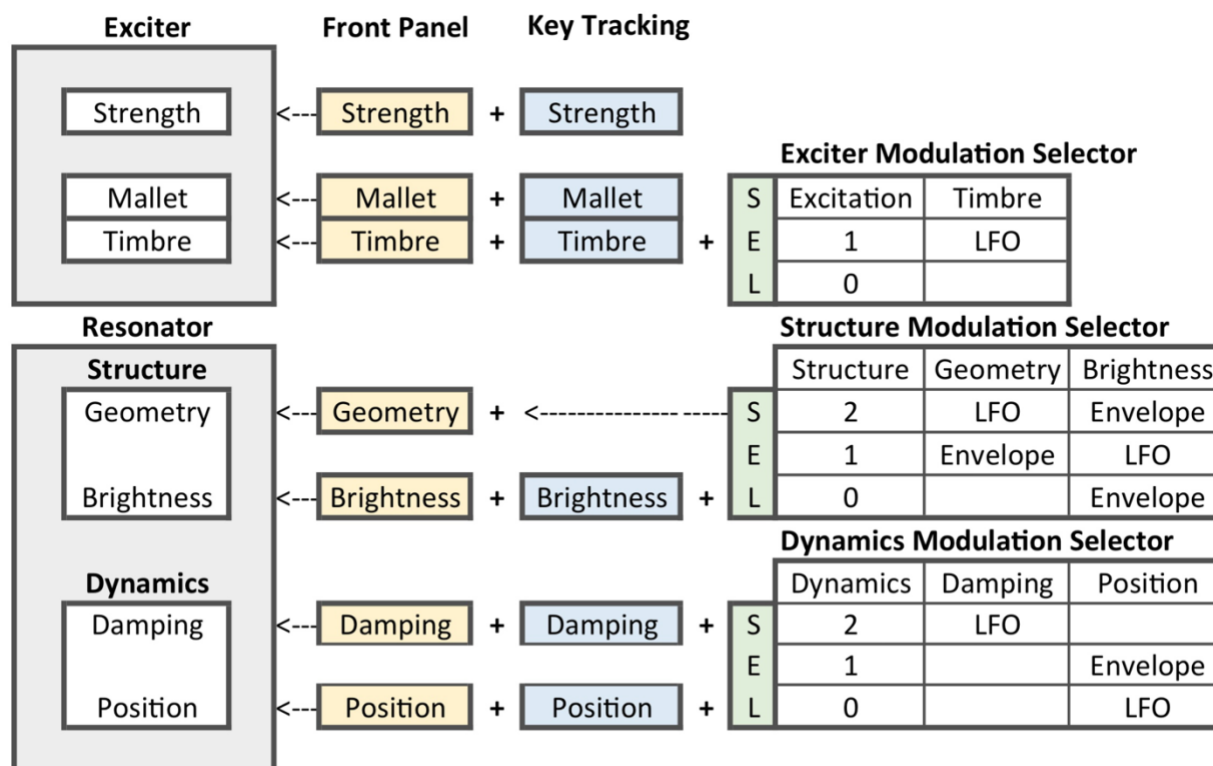 Exciter Front Panel Key Tracking
Strength <--- Strength + Strength
Exciter Modulation Selector
Mallet <--- Mallet + Mallet S Excitation Timbre
Timbre <--- Timbre + Timbre + E 1 LFO
L 0
Resonator Structure Modulation Selector
Structure Structure Geometry Brightness
Geometry <--- Geometry + <-------------- ----- S 2 LFO Envelope
E 1 Envelope LFO
Brightness <--- Brightness + Brightness + L 0 Envelope
Dynamics Modulation Selector
Dynamics Dynamics Damping Position
Damping <--- Damping + Damping + S 2 LFO
E 1 Envelope
Position <--- Position + Position + L 0 LFO